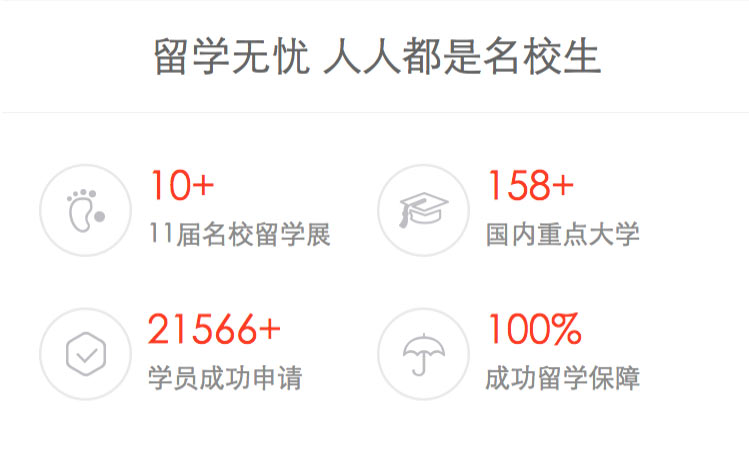 留学无忧 人人都是名校生
10+
11届名校留学展
158+
国内重点大学
21566+
学员成功申请
100%
成功留学保障